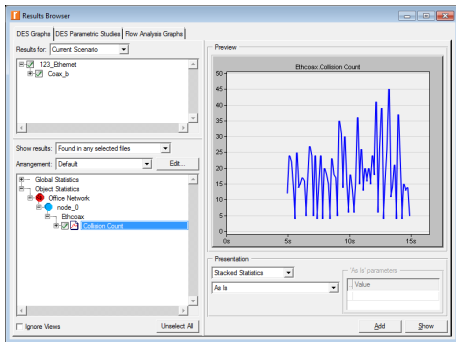 Results Browser
DES Graphs DES Parametric Studies Flow Analysis Graphs
Results for: Current Scenario
123_Ethernet
Coax_b
Show results: Found in any selected files
Arrangement: Default Edit...
Global Statistics
Object Statistics
Office Network
node_0
Ethcoax
Collision Count
Ignore Views Unselect All
Preview
Ethcoax.Collision Count
50
45
40
35
30
25
20
15
10
5
0
0s 5s 10s 15s
Presentation
Stacked Statistics
As Is
'As Is' parameters
Value
Add Show